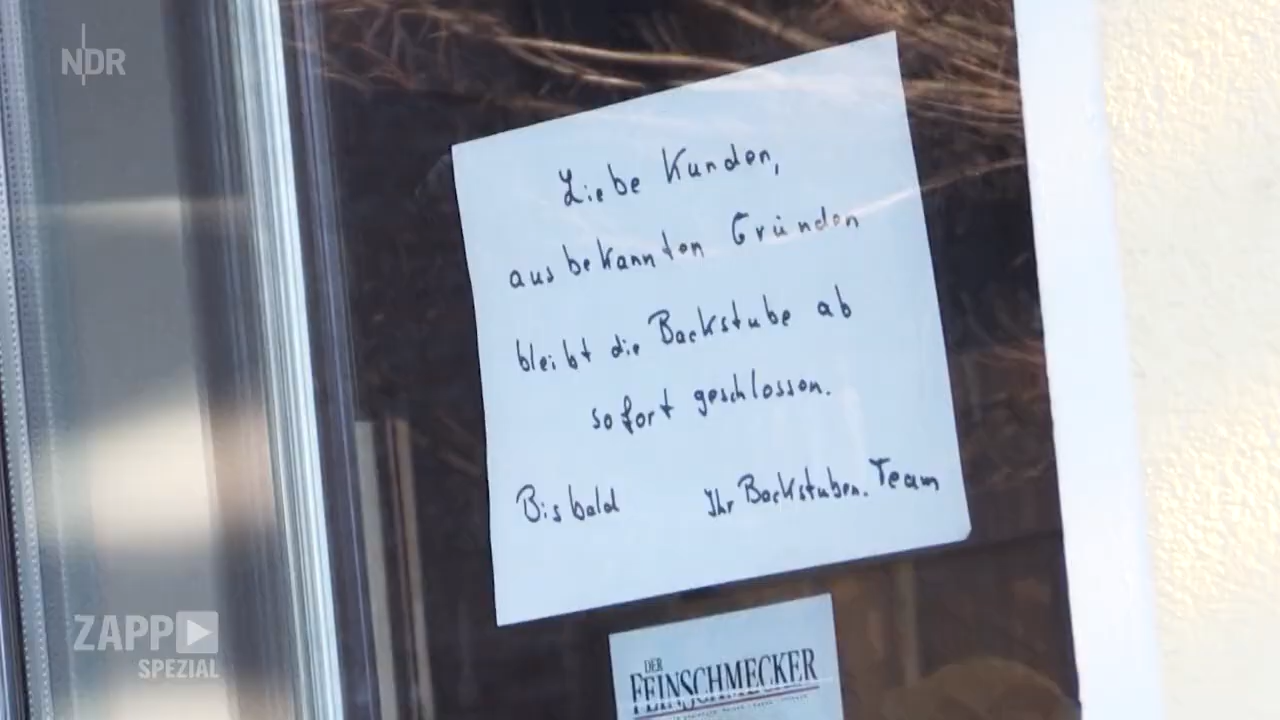 NDR
Liebe Kunden,
aus bekannten Gründen
bleibt die Backstube ab
sofort geschlossen.
Bis bald Ihr Backstuben-Team
ZAPP
SPEZIAL
DER
FEINSCHMECKER